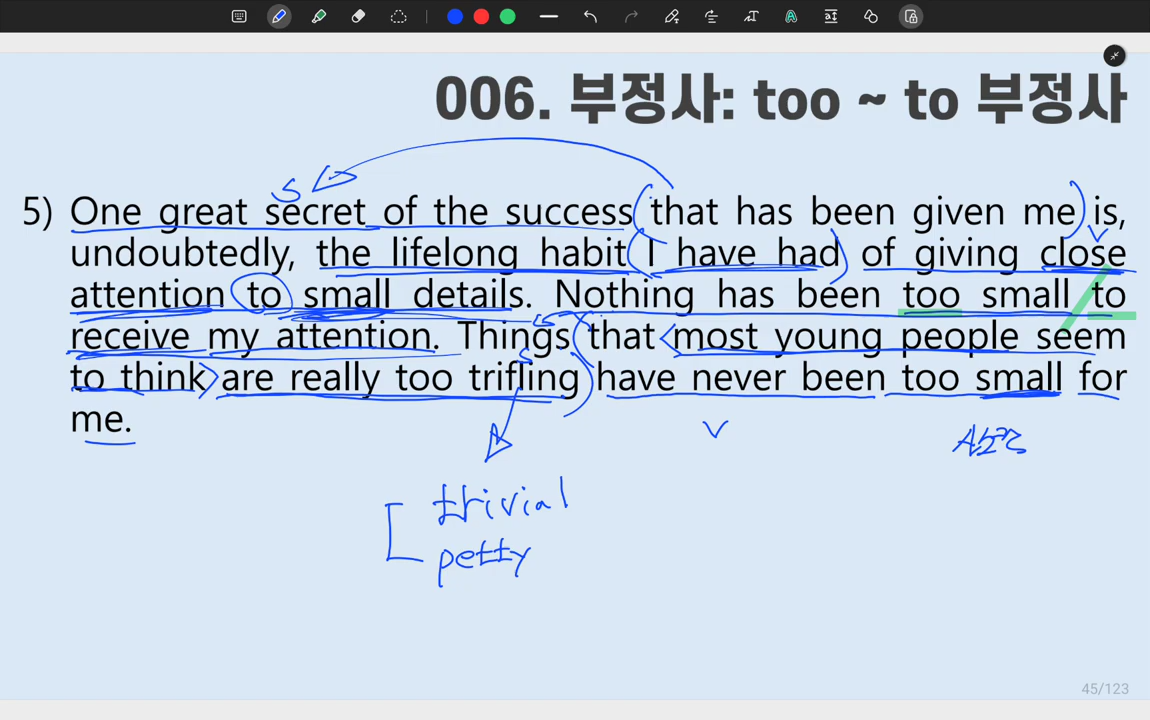 006. 부정사: too ~ to 부정사
S
5) One great secret of the success that has been given me is,
V
undoubtedly, the lifelong habit I have had of giving close
attention to small details. Nothing has been too small to
receive my attention. Things that most young people seem
S
to think are really too trifling have never been too small for
me.
V
trivial
petty
45/123